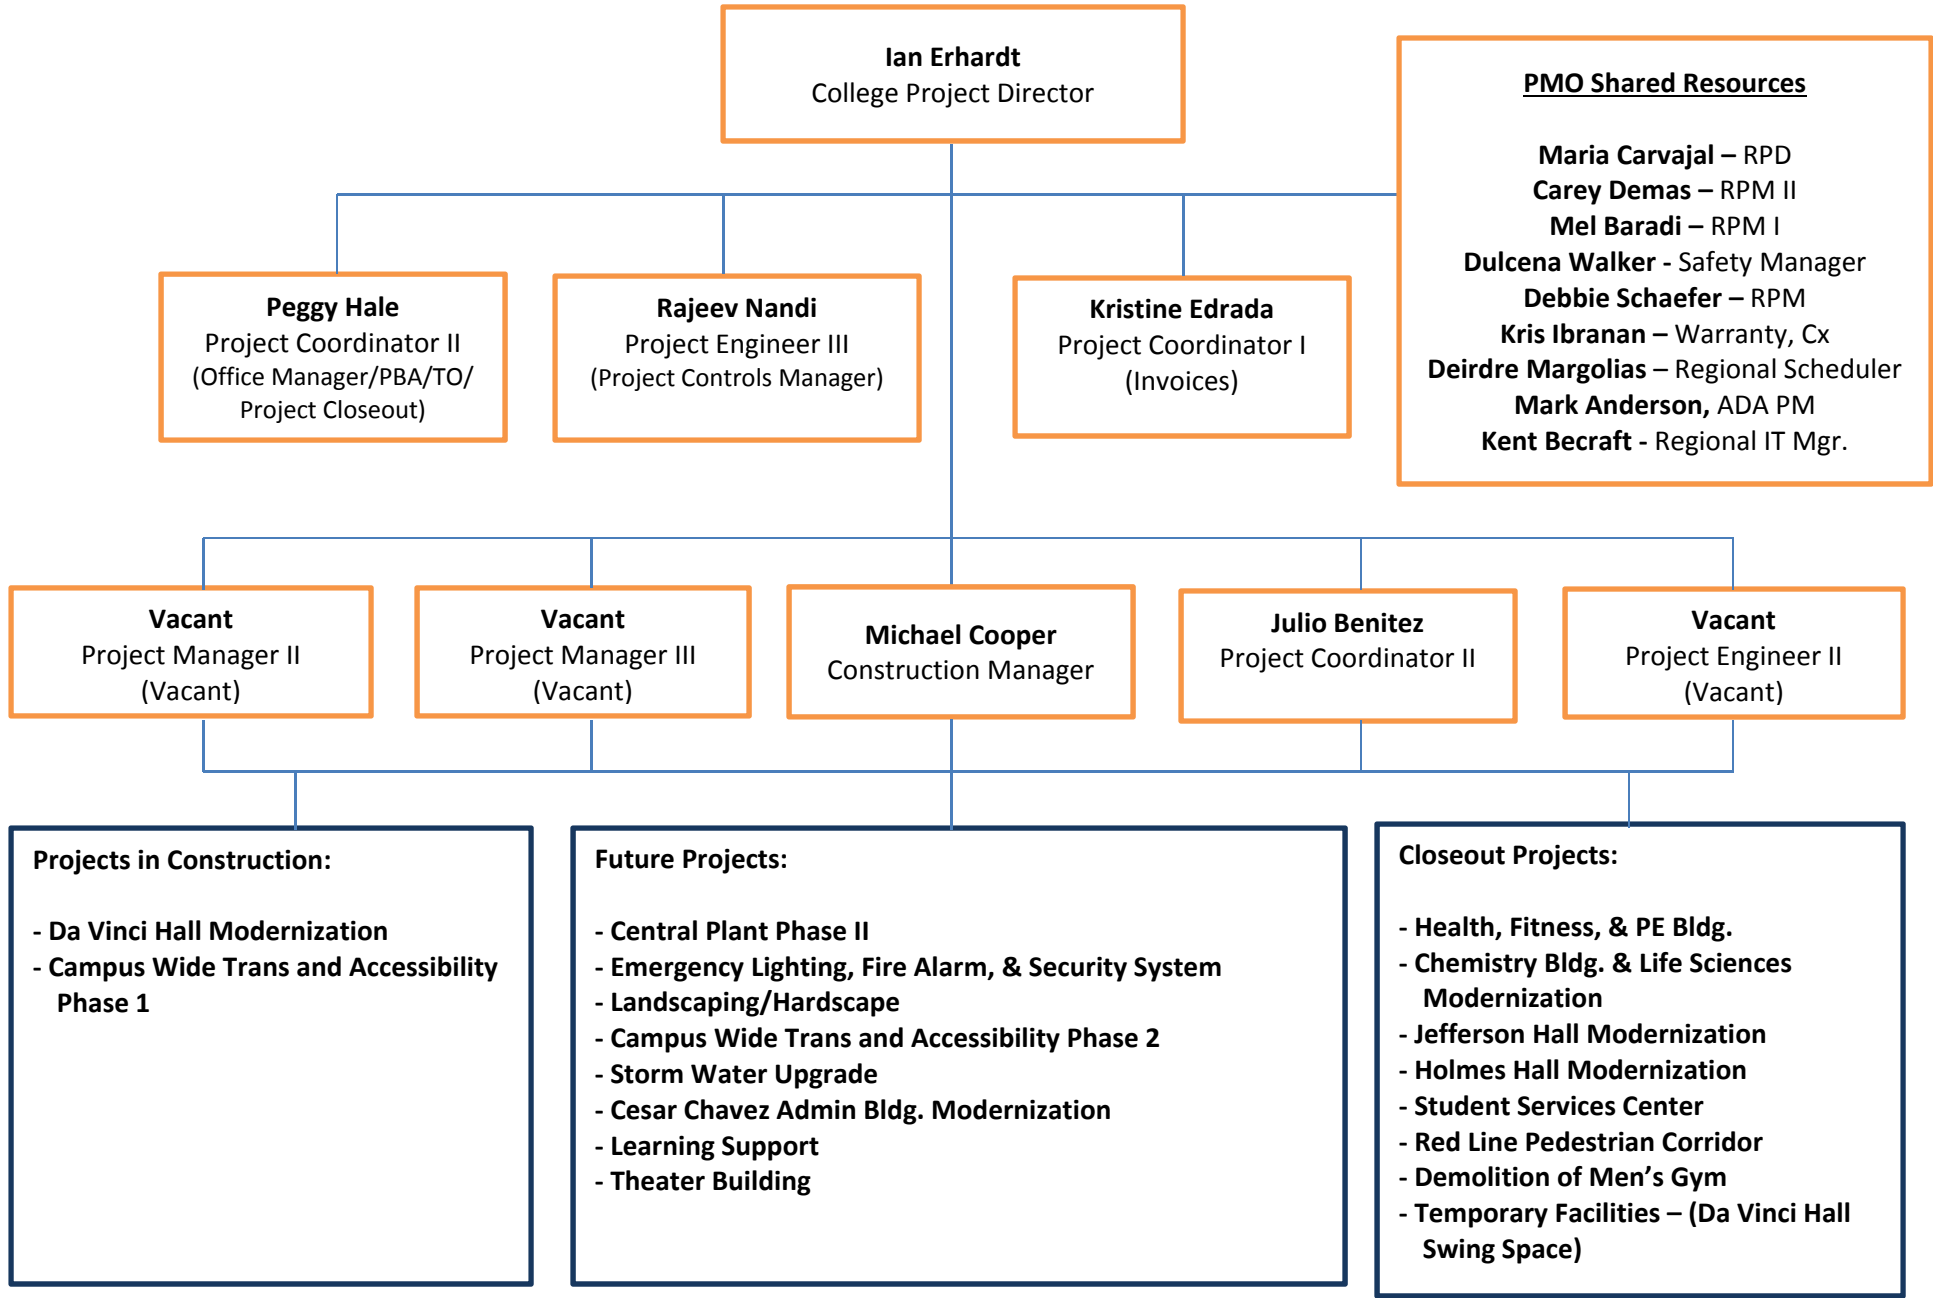 Ian Erhardt
College Project Director
PMO Shared Resources
Maria Carvajal – RPD
Carey Demas – RPM II
Mel Baradi – RPM I
Dulcena Walker - Safety Manager
Debbie Schaefer – RPM
Kris Ibranan – Warranty, Cx
Deirdre Margolias – Regional Scheduler
Mark Anderson, ADA PM
Kent Becraft - Regional IT Mgr.
Peggy Hale
Project Coordinator II
(Office Manager/PBA/TO/
Project Closeout)
Rajeev Nandi
Project Engineer III
(Project Controls Manager)
Kristine Edrada
Project Coordinator I
(Invoices)
Vacant
Project Manager II
(Vacant)
Vacant
Project Manager III
(Vacant)
Michael Cooper
Construction Manager
Julio Benitez
Project Coordinator II
Vacant
Project Engineer II
(Vacant)
Projects in Construction:
- Da Vinci Hall Modernization
- Campus Wide Trans and Accessibility
Phase 1
Future Projects:
- Central Plant Phase II
- Emergency Lighting, Fire Alarm, & Security System
- Landscaping/Hardscape
- Campus Wide Trans and Accessibility Phase 2
- Storm Water Upgrade
- Cesar Chavez Admin Bldg. Modernization
- Learning Support
- Theater Building
Closeout Projects:
- Health, Fitness, & PE Bldg.
- Chemistry Bldg. & Life Sciences
Modernization
- Jefferson Hall Modernization
- Holmes Hall Modernization
- Student Services Center
- Red Line Pedestrian Corridor
- Demolition of Men’s Gym
- Temporary Facilities – (Da Vinci Hall
Swing Space)